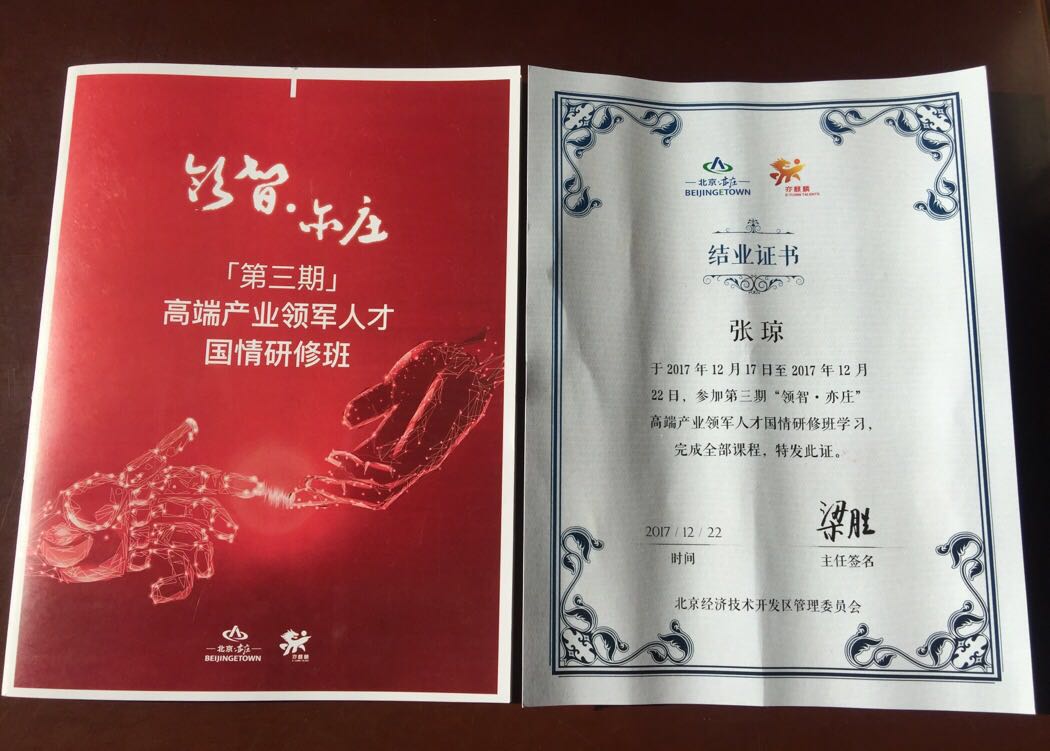 领智·亦庄
「第三期」
高端产业领军人才
国情研修班
北京亦庄
BEIJINGETOWN
亦麒麟
北京亦庄
BEIJINGETOWN
亦麒麟
结业证书
张琼
于2017年12月17日至2017年12月
22日，参加第三期“领智·亦庄”
高端产业领军人才国情研修班学习，
完成全部课程，特发此证。
2017 / 12 / 22
时间
梁胜
主任签名
北京经济技术开发区管理委员会